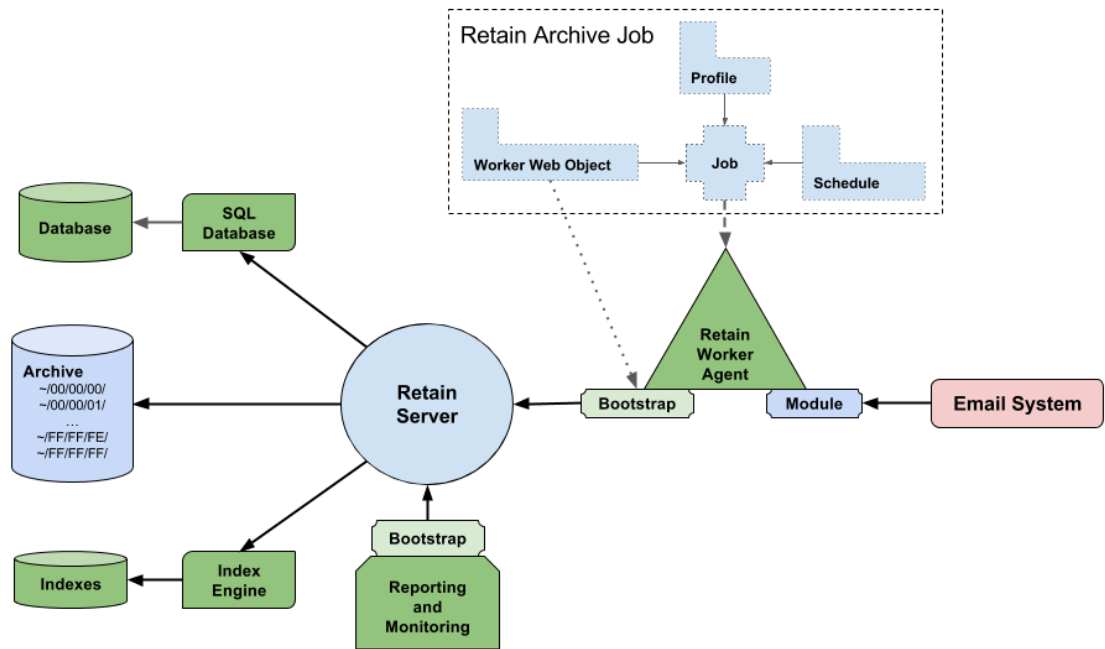 Retain Archive Job
Profile
Worker Web Object
Job
Schedule
Database
SQL
Database
Archive
~/00/00/00/
~/00/00/01/
...
~/FF/FF/FE/
~/FF/FF/FF/
Retain
Server
Retain
Worker
Agent
Bootstrap
Module
Email System
Bootstrap
Reporting
and
Monitoring
Indexes
Index
Engine